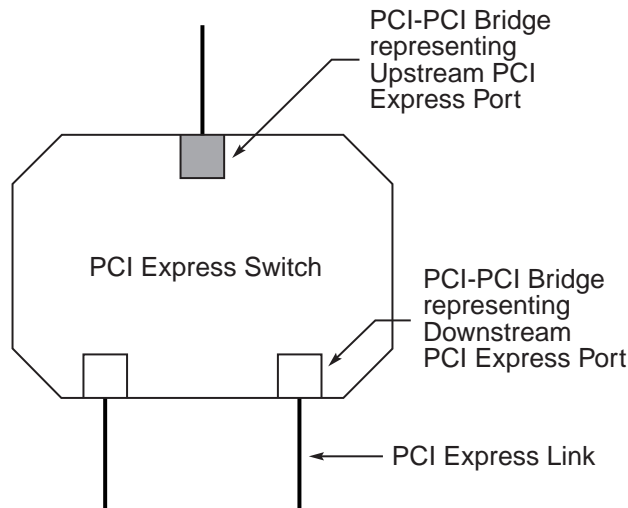 PCI-PCI Bridge
representing
Upstream PCI
Express Port
PCI Express Switch
PCI-PCI Bridge
representing
Downstream
PCI Express Port
PCI Express Link